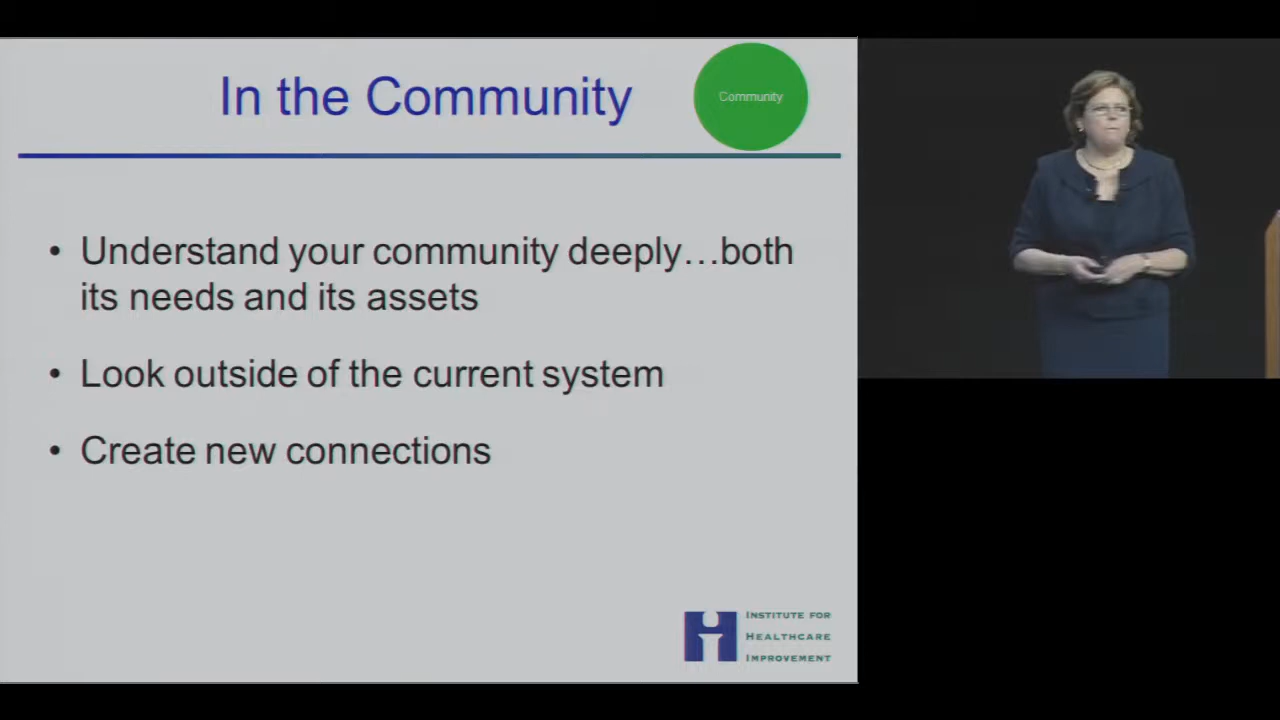 In the Community
Community
• Understand your community deeply…both
its needs and its assets
• Look outside of the current system
• Create new connections
INSTITUTE FOR
HEALTHCARE
IMPROVEMENT